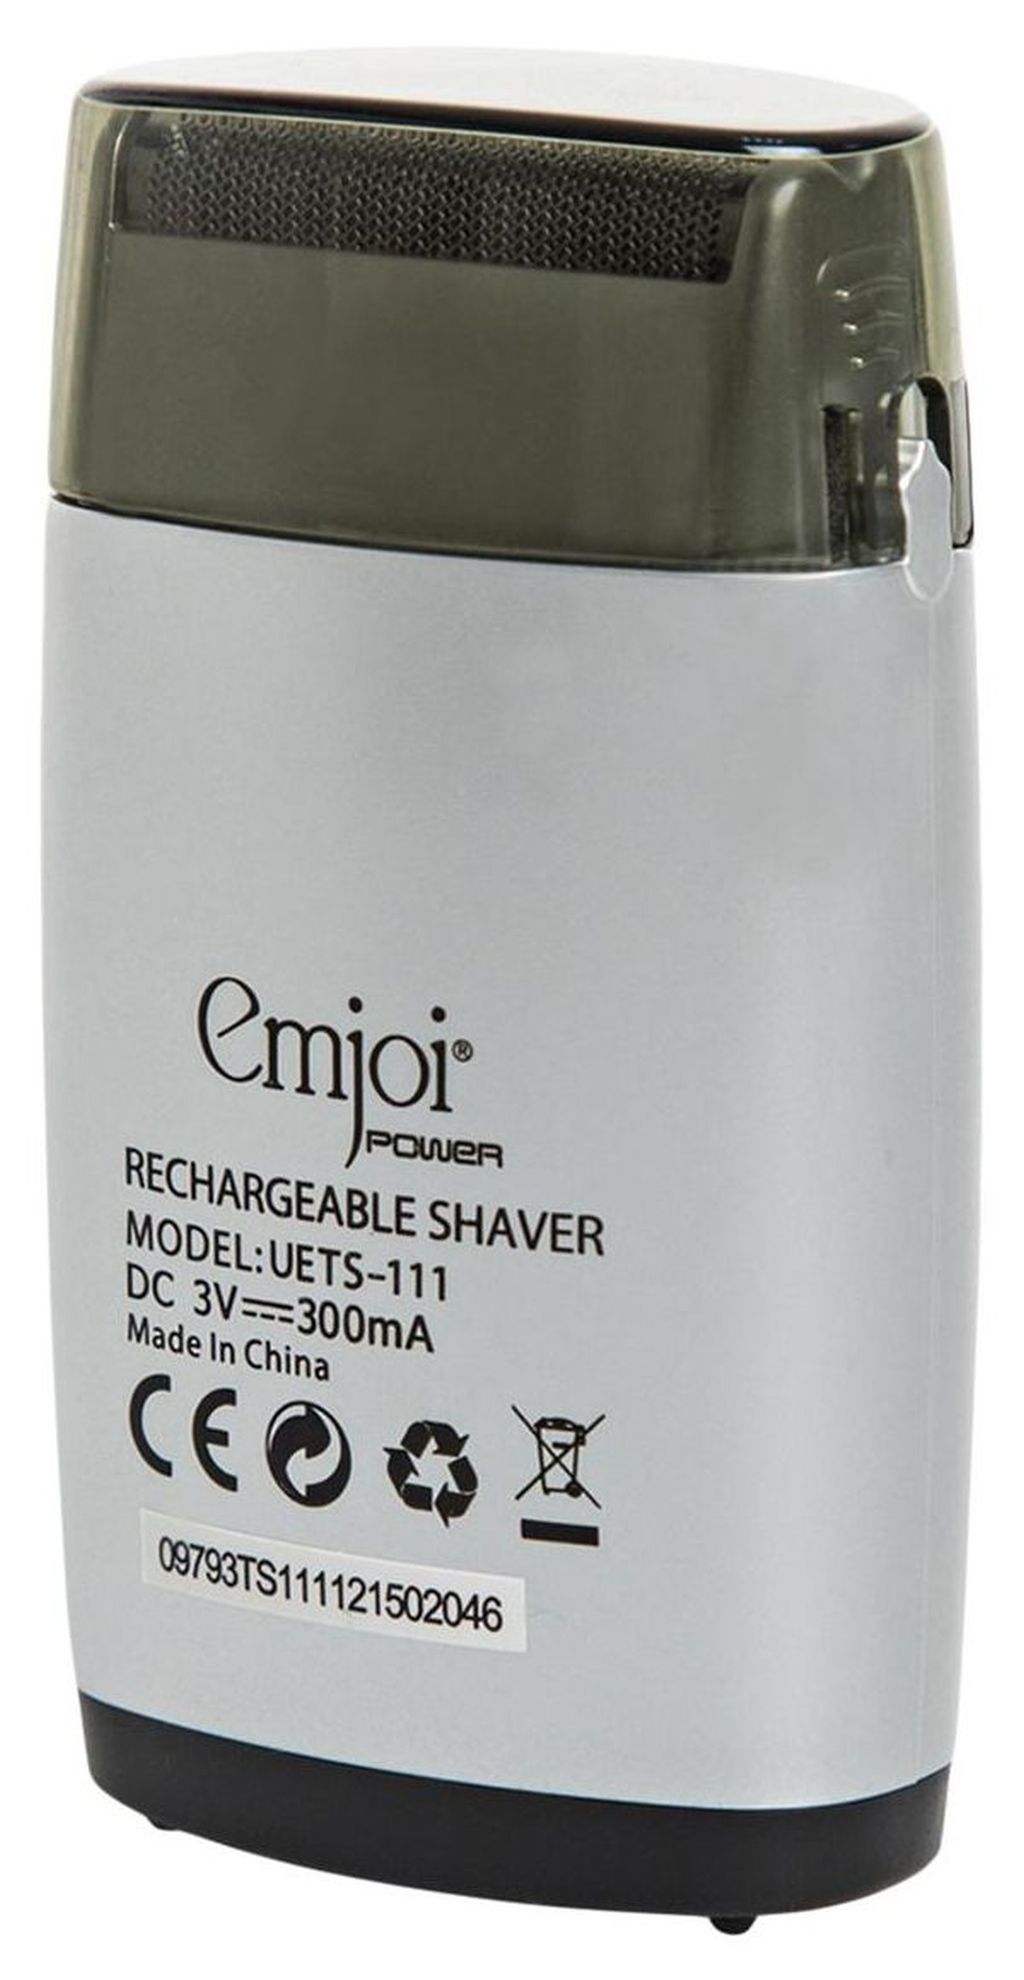 emjoi®
POWER
RECHARGEABLE SHAVER
MODEL: UETS-111
DC 3V⎓300mA
Made In China
CE
09793TS111121502046